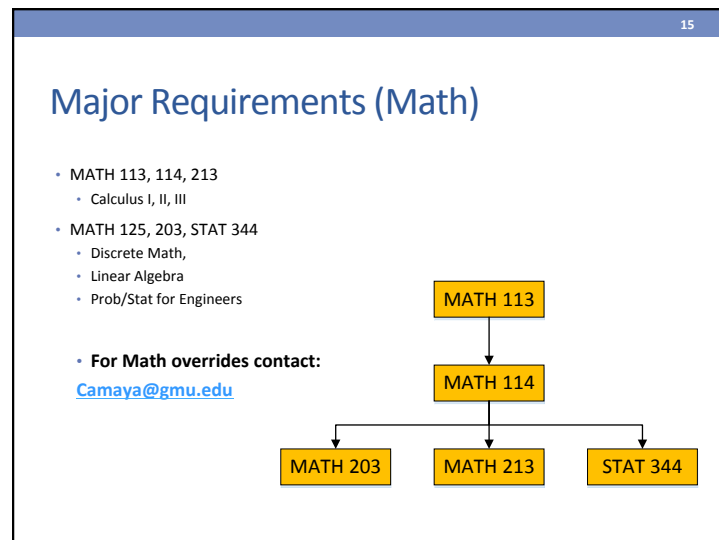 15
Major Requirements (Math)
• MATH 113, 114, 213
• Calculus I, II, III
• MATH 125, 203, STAT 344
• Discrete Math,
• Linear Algebra
• Prob/Stat for Engineers
• For Math overrides contact:
Camaya@gmu.edu
MATH 113
MATH 114
MATH 203
MATH 213
STAT 344